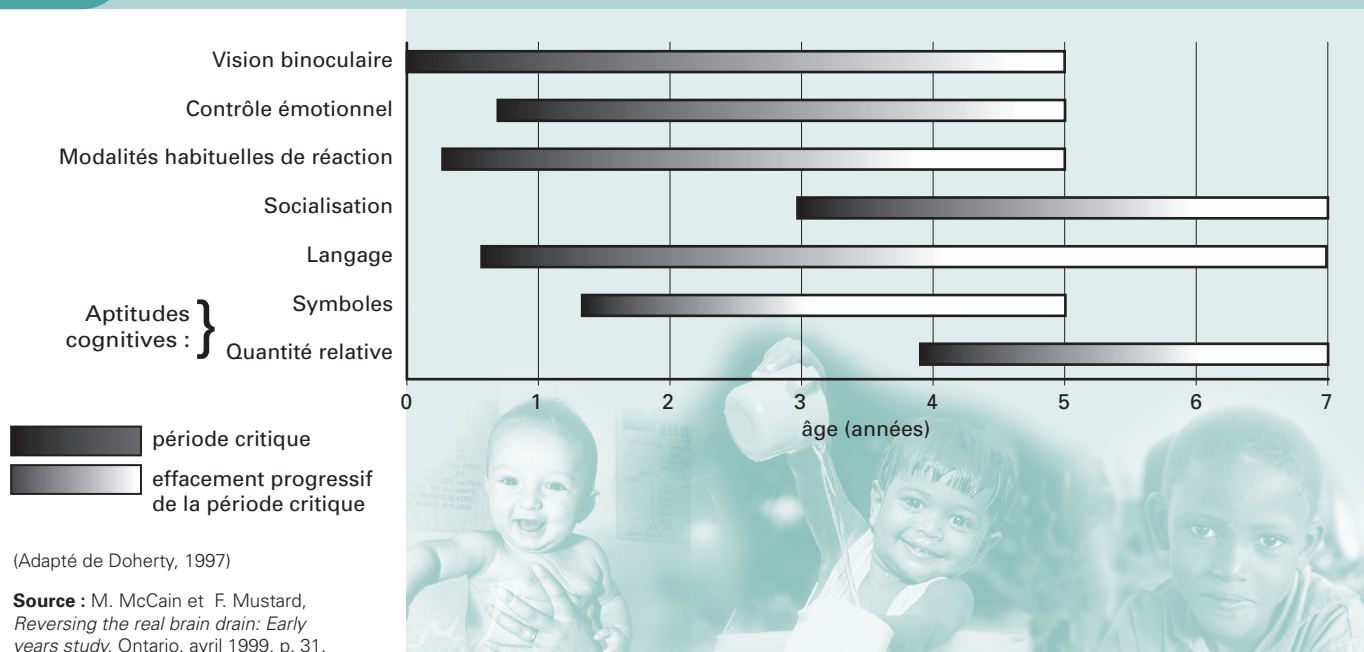 Vision binoculaire
Contrôle émotionnel
Modalités habituelles de réaction
Socialisation
Langage
Aptitudes
cognitives :
}
Symboles
Quantité relative
0 1 2 3 4 5 6 7
âge (années)
période critique
effacement progressif
de la période critique
(Adapté de Doherty, 1997)
Source : M. McCain et F. Mustard,
Reversing the real brain drain: Early
years study, Ontario, avril 1999, p. 31.